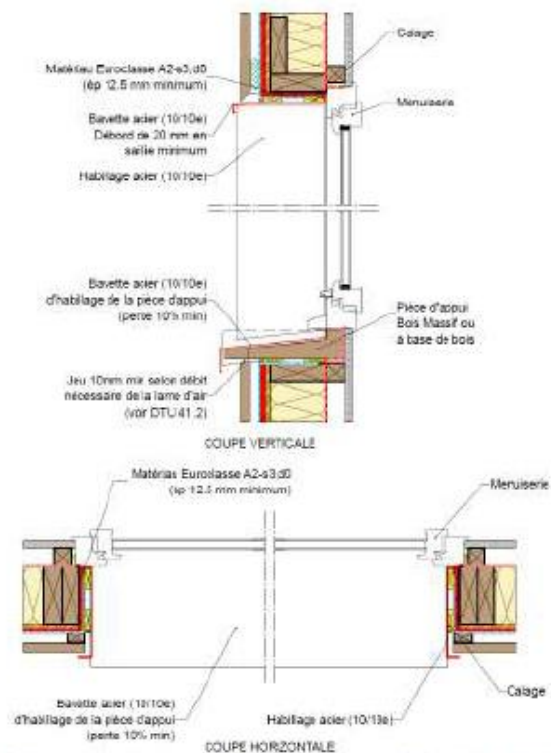 Calage
Matériau Euroclasse A2-s3,d0
(ép 12.5 mm minimum)
Menuiserie
Bavette acier (10/10e)
Débord de 20 mm en
saillie minimum
Habillage acier (10/10e)
Bavette acier (10/10e)
d'habillage de la pièce d'appui
(pente 10% min)
Pièce d'appui
Bois Massif ou
à base de bois
Jeu 10mm min selon débit
nécessaire de la lame d'air
(voir DTU 41.2)
COUPE VERTICALE
Matériau Euroclasse A2-s3,d0
(ép 12.5 mm minimum)
Menuiserie
Bavette acier (10/10e)
d'habillage de la pièce d'appui
(pente 10% min)
Habillage acier (10/10e)
Calage
COUPE HORIZONTALE